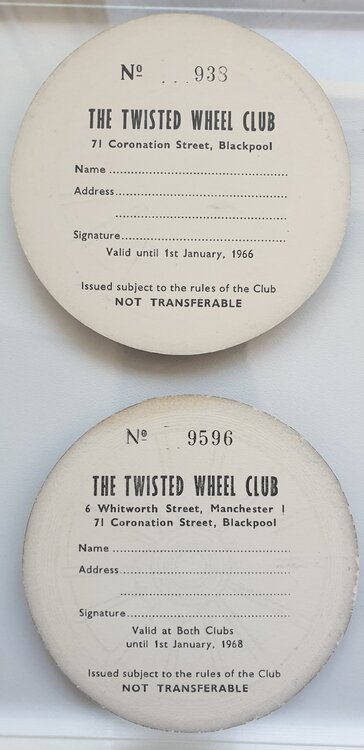 Nº ...933
THE TWISTED WHEEL CLUB
71 Coronation Street, Blackpool
Name
Address
Signature
Valid until 1st January, 1966
Issued subject to the rules of the Club
NOT TRANSFERABLE
Nº 9596
THE TWISTED WHEEL CLUB
6 Whitworth Street, Manchester 1
71 Coronation Street, Blackpool
Name
Address
Signature
Valid at Both Clubs
until 1st January, 1968
Issued subject to the rules of the Club
NOT TRANSFERABLE